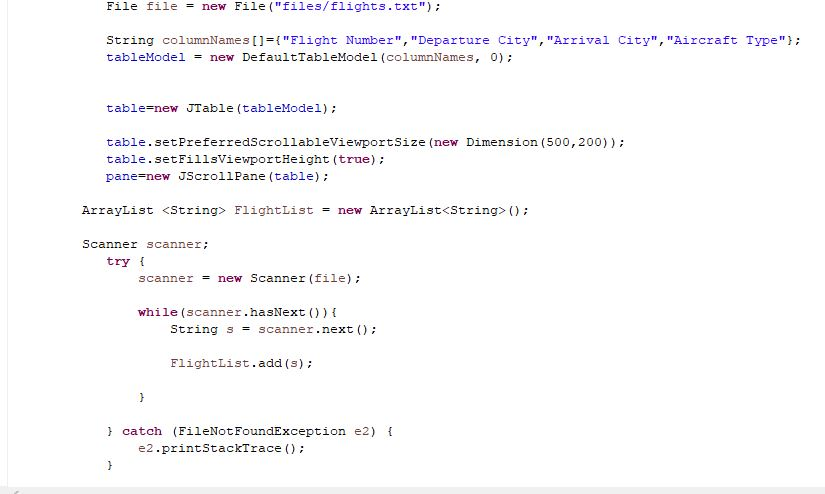 File file = new File("files/flights.txt");
String columnNames[]={"Flight Number","Departure City","Arrival City","Aircraft Type"};
tableModel = new DefaultTableModel(columnNames, 0);
table=new JTable(tableModel);
table.setPreferredScrollableViewportSize(new Dimension(500,200));
table.setFillsViewportHeight(true);
pane=new JScrollPane(table);
ArrayList <String> FlightList = new ArrayList<String>();
Scanner scanner;
try {
scanner = new Scanner(file);
while(scanner.hasNext()){
String s = scanner.next();
FlightList.add(s);
}
} catch (FileNotFoundException e2) {
e2.printStackTrace();
}